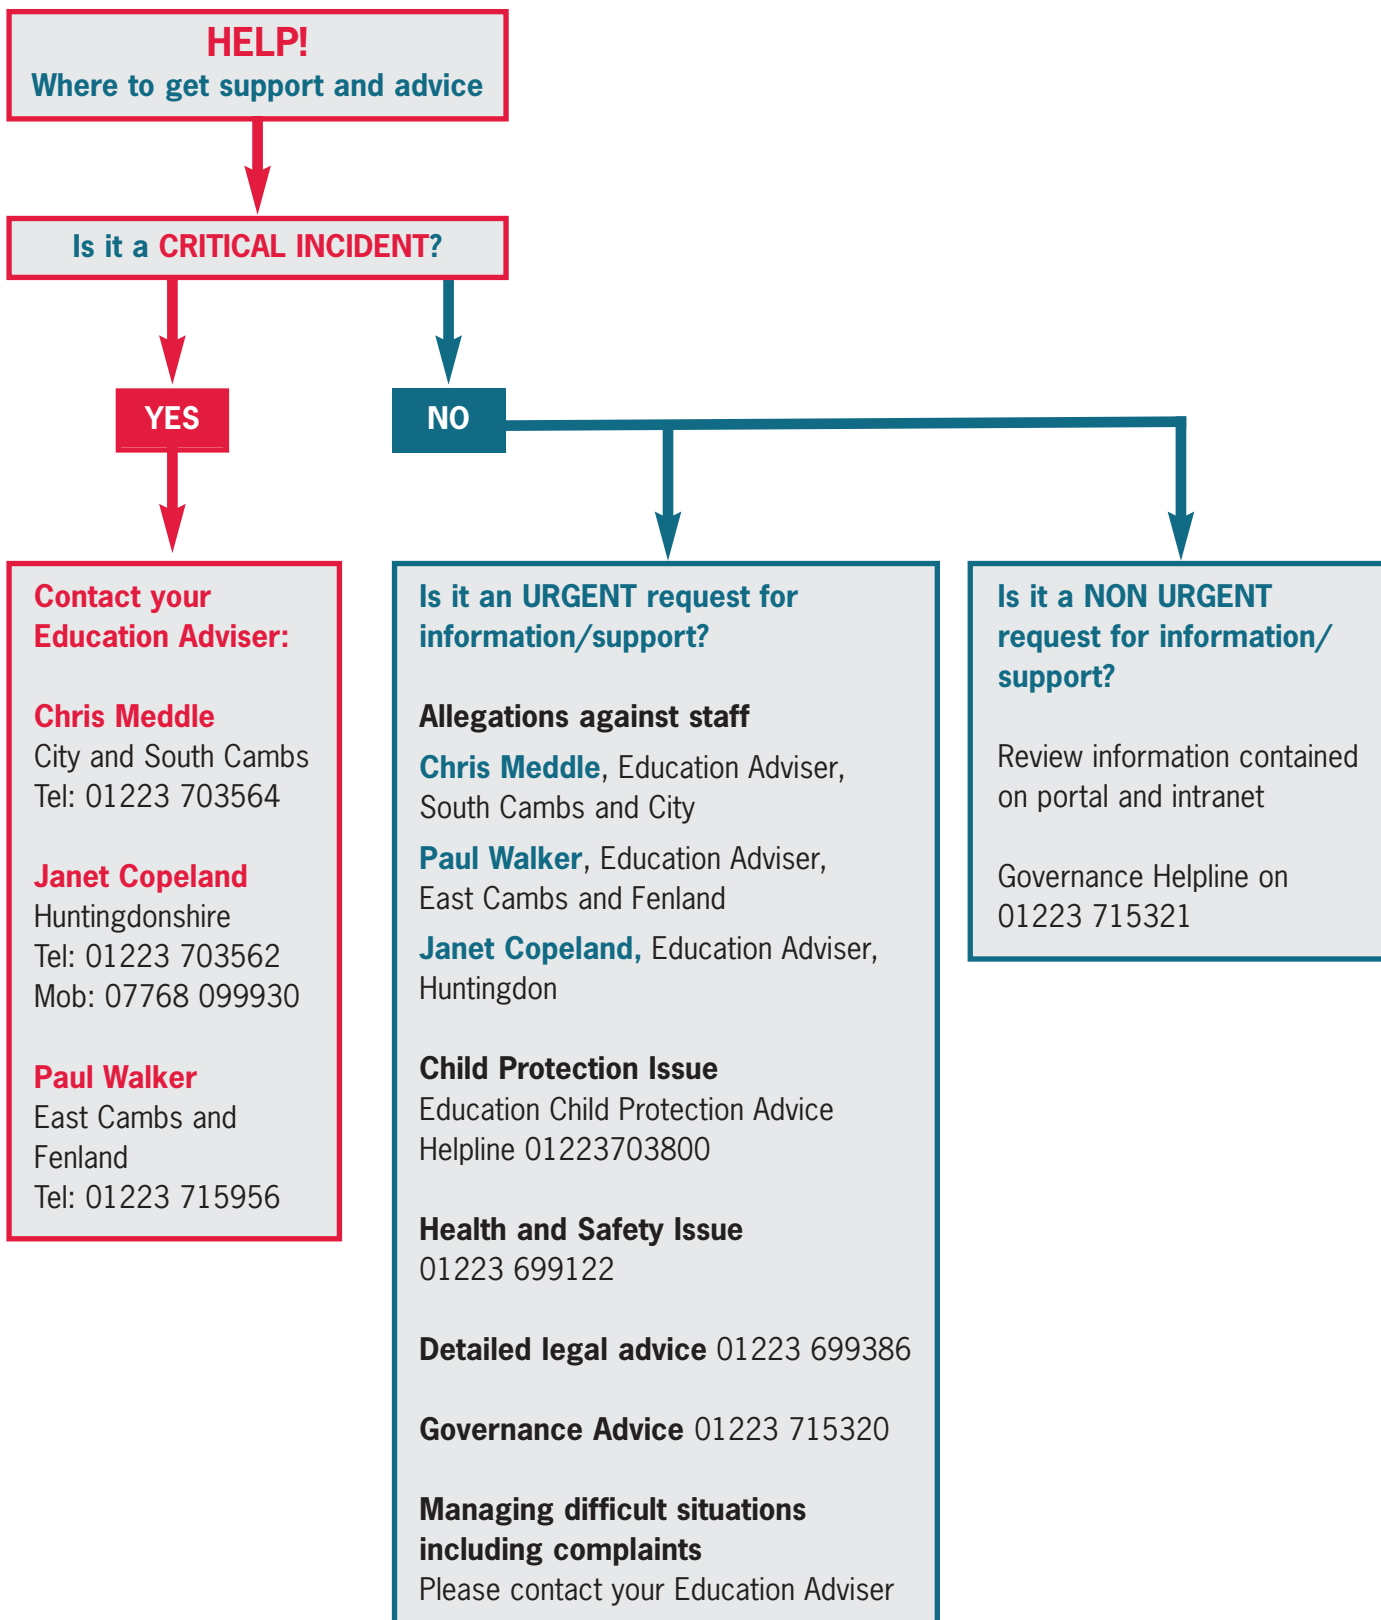 HELP!
Where to get support and advice
Is it a CRITICAL INCIDENT?
YES
NO
Contact your
Education Adviser:
Chris Meddle
City and South Cambs
Tel: 01223 703564
Janet Copeland
Huntingdonshire
Tel: 01223 703562
Mob: 07768 099930
Paul Walker
East Cambs and
Fenland
Tel: 01223 715956
Is it an URGENT request for
information/support?
Allegations against staff
Chris Meddle, Education Adviser,
South Cambs and City
Paul Walker, Education Adviser,
East Cambs and Fenland
Janet Copeland, Education Adviser,
Huntingdon
Child Protection Issue
Education Child Protection Advice
Helpline 01223703800
Health and Safety Issue
01223 699122
Detailed legal advice 01223 699386
Governance Advice 01223 715320
Managing difficult situations
including complaints
Please contact your Education Adviser
Is it a NON URGENT
request for information/
support?
Review information contained
on portal and intranet
Governance Helpline on
01223 715321